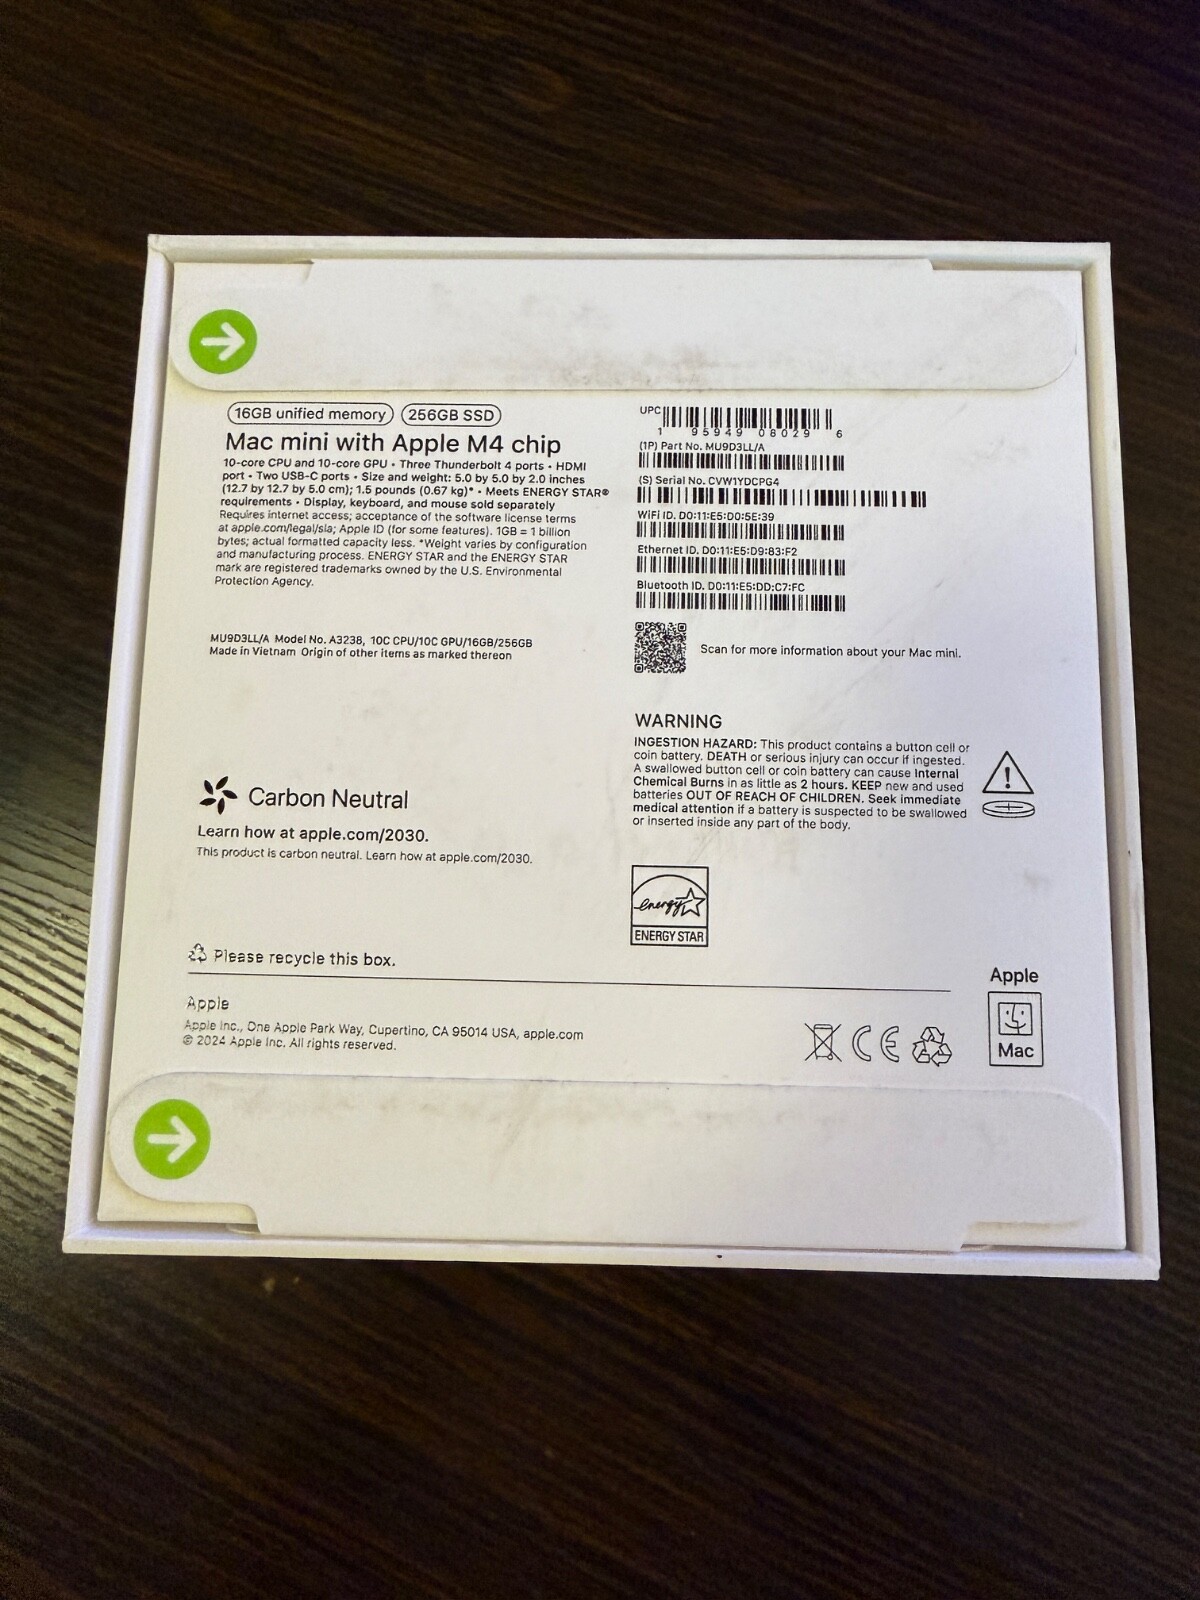 16GB unified memory 256GB SSD
Mac mini with Apple M4 chip
10-core CPU and 10-core GPU • Three Thunderbolt 4 ports • HDMI
port • Two USB-C ports • Size and weight: 5.0 by 5.0 by 2.0 inches
(12.7 by 12.7 by 5.0 cm); 1.5 pounds (0.67 kg)* • Meets ENERGY STAR®
requirements • Display, keyboard, and mouse sold separately
Requires internet access; acceptance of the software license terms
at apple.com/legal/sla; Apple ID (for some features). 1GB = 1 billion
bytes; actual formatted capacity less. *Weight varies by configuration
and manufacturing process. ENERGY STAR and the ENERGY STAR
mark are registered trademarks owned by the U.S. Environmental
Protection Agency.
MU9D3LL/A Model No. A3238, 10C CPU/10C GPU/16GB/256GB
Made in Vietnam Origin of other items as marked thereon
UPC
1 95949 08029 6
(1P) Part No. MU9D3LL/A
(S) Serial No. CVW1YDCPG4
WiFi ID. D0:11:E5:D0:5E:39
Ethernet ID. D0:11:E5:D9:83:F2
Bluetooth ID. D0:11:E5:DD:C7:FC
Scan for more information about your Mac mini.
WARNING
INGESTION HAZARD: This product contains a button cell or
coin battery. DEATH or serious injury can occur if ingested.
A swallowed button cell or coin battery can cause Internal
Chemical Burns in as little as 2 hours. KEEP new and used
batteries OUT OF REACH OF CHILDREN. Seek immediate
medical attention if a battery is suspected to be swallowed
or inserted inside any part of the body.
Carbon Neutral
Learn how at apple.com/2030.
This product is carbon neutral. Learn how at apple.com/2030.
energy
ENERGY STAR
Please recycle this box.
Apple
Apple Inc., One Apple Park Way, Cupertino, CA 95014 USA, apple.com
© 2024 Apple Inc. All rights reserved.
CE
Apple
Mac